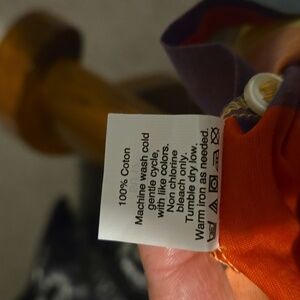 100% Cotton
Machine wash cold
gentle cycle,
with like colors.
Non chlorine
bleach only.
Tumble dry low.
Warm iron as needed.